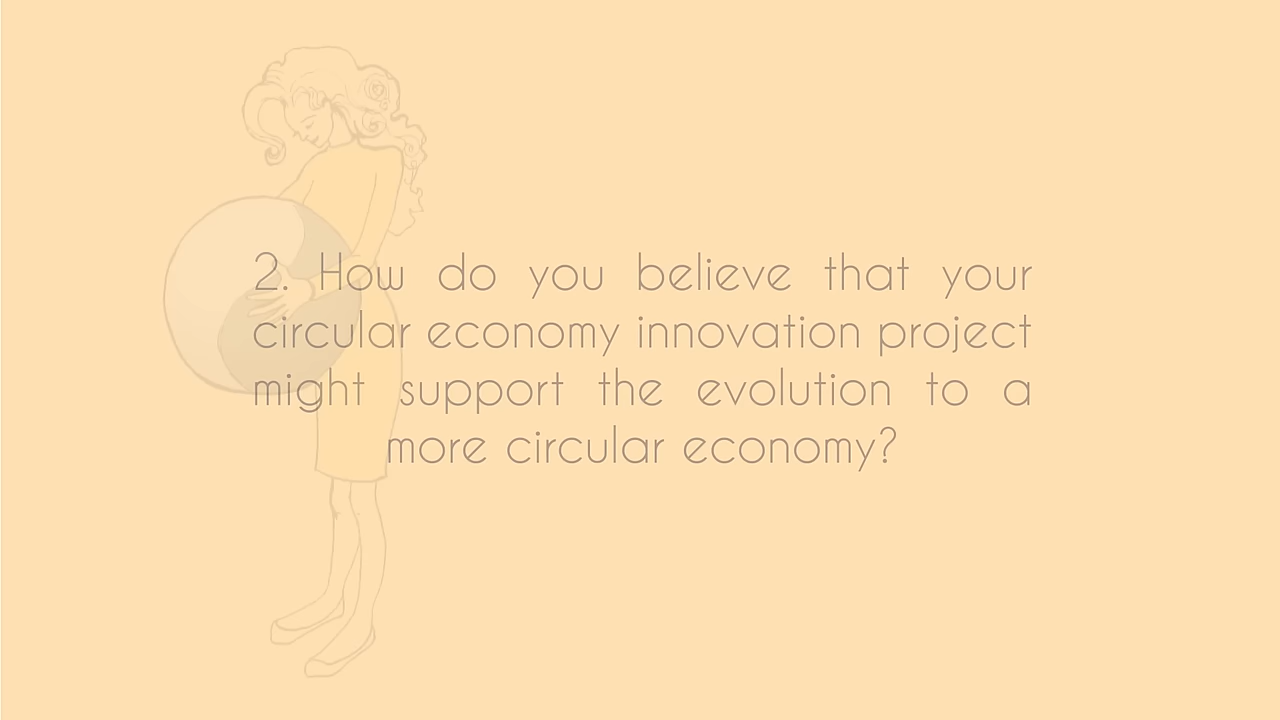 2. How do you believe that your
circular economy innovation project
might support the evolution to a
more circular economy?